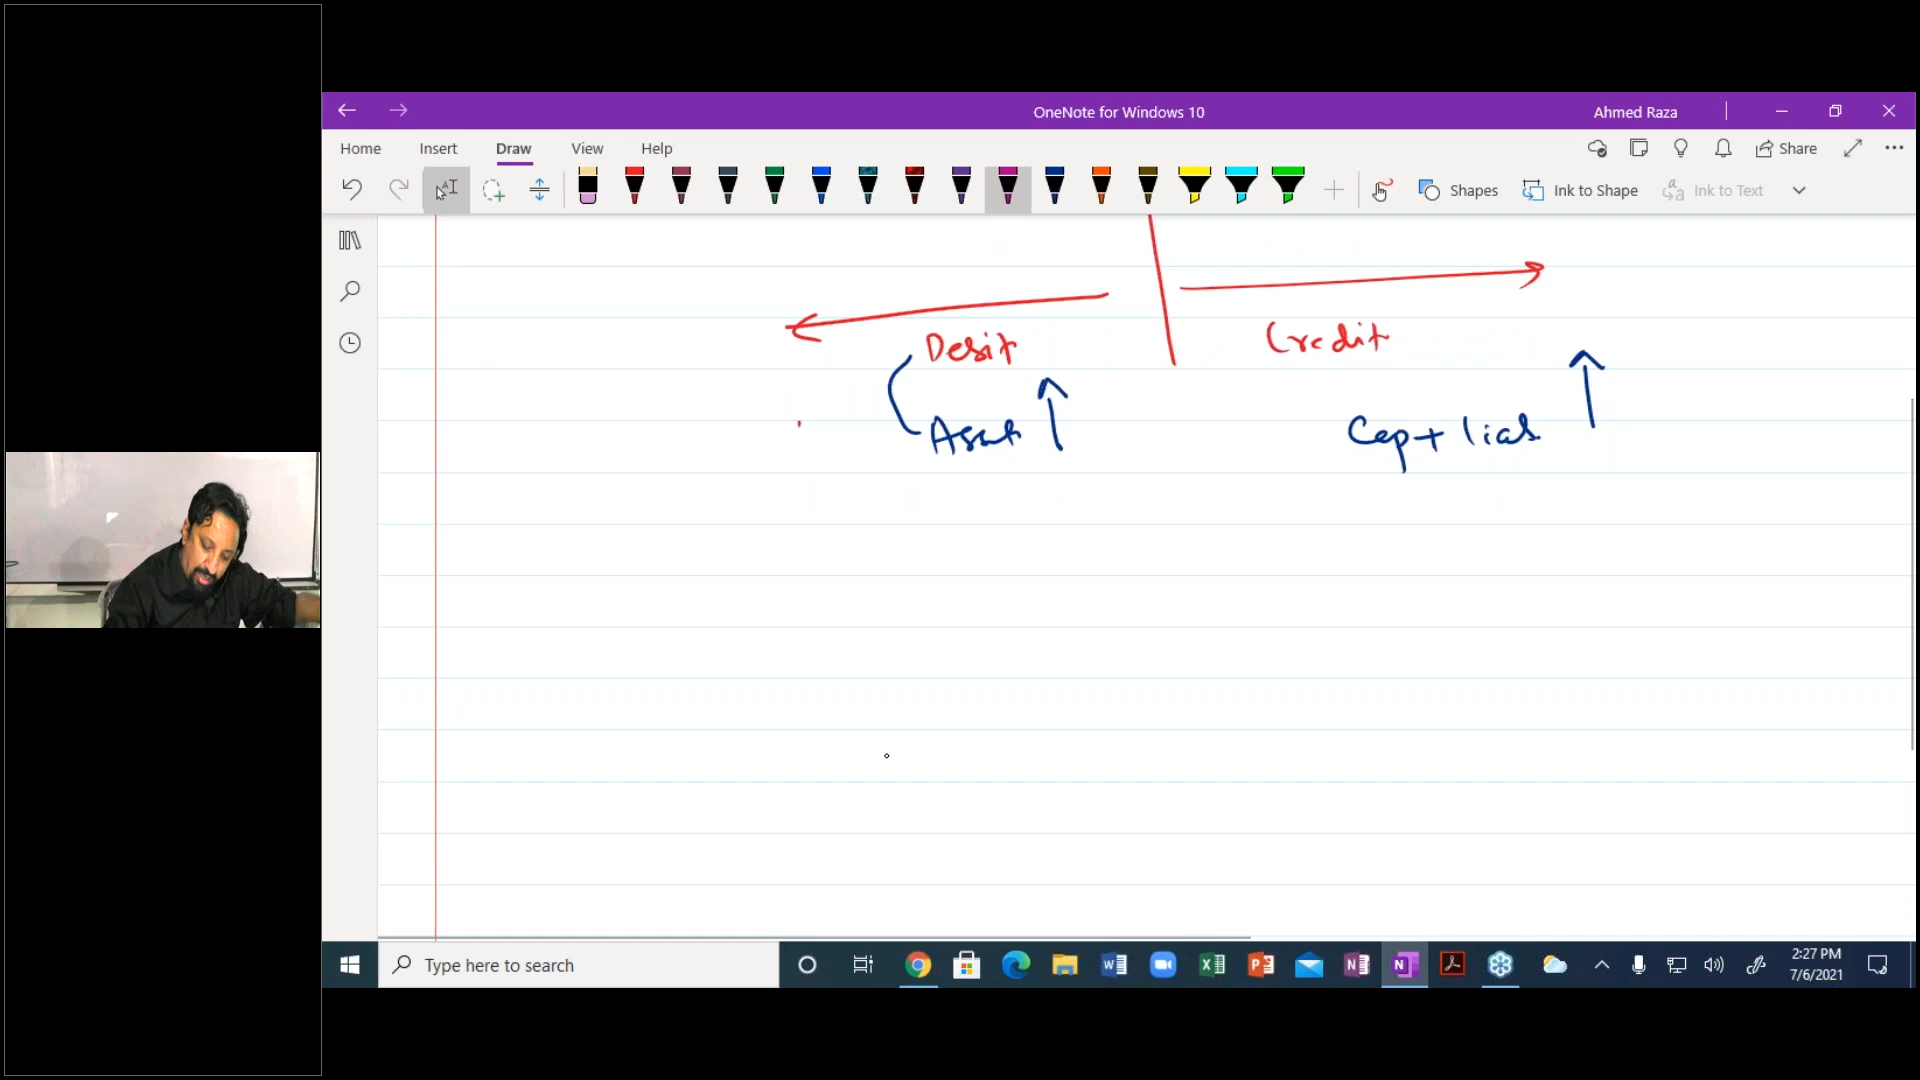 OneNote for Windows 10 Ahmed Raza
Home Insert Draw View Help Share
Shapes Ink to Shape Ink to Text
Debit Credit
Asset Cap + liab
Type here to search
2:27 PM
7/6/2021